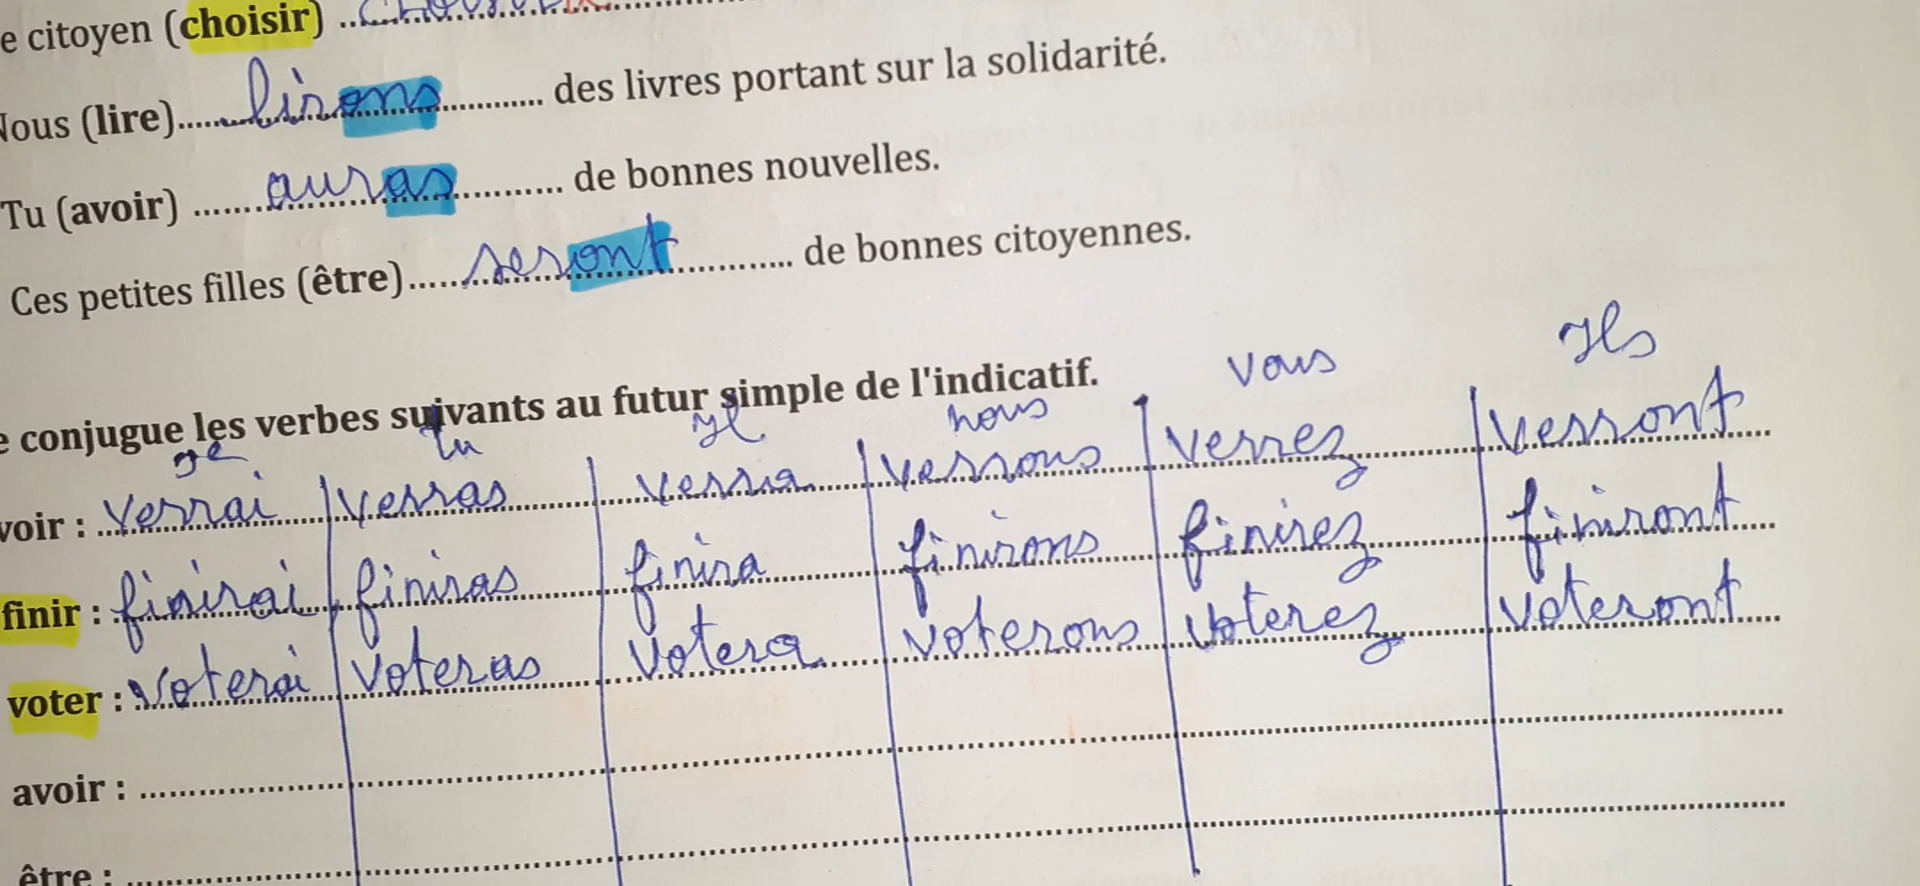 e citoyen (choisir) ..........
Nous (lire)......lirons.......... des livres portant sur la solidarité.
Tu (avoir) .......auras.......... de bonnes nouvelles.
Ces petites filles (être)......seront.......... de bonnes citoyennes.
e conjugue les verbes suivants au futur simple de l'indicatif.
je tu Il nous vous Ils
voir : verrai verras verra verrons verrez verront
finir : finirai finiras finira finirons finirez finiront
voter : voterai voteras votera voterons voterez voteront
avoir : ..........
être : ..........